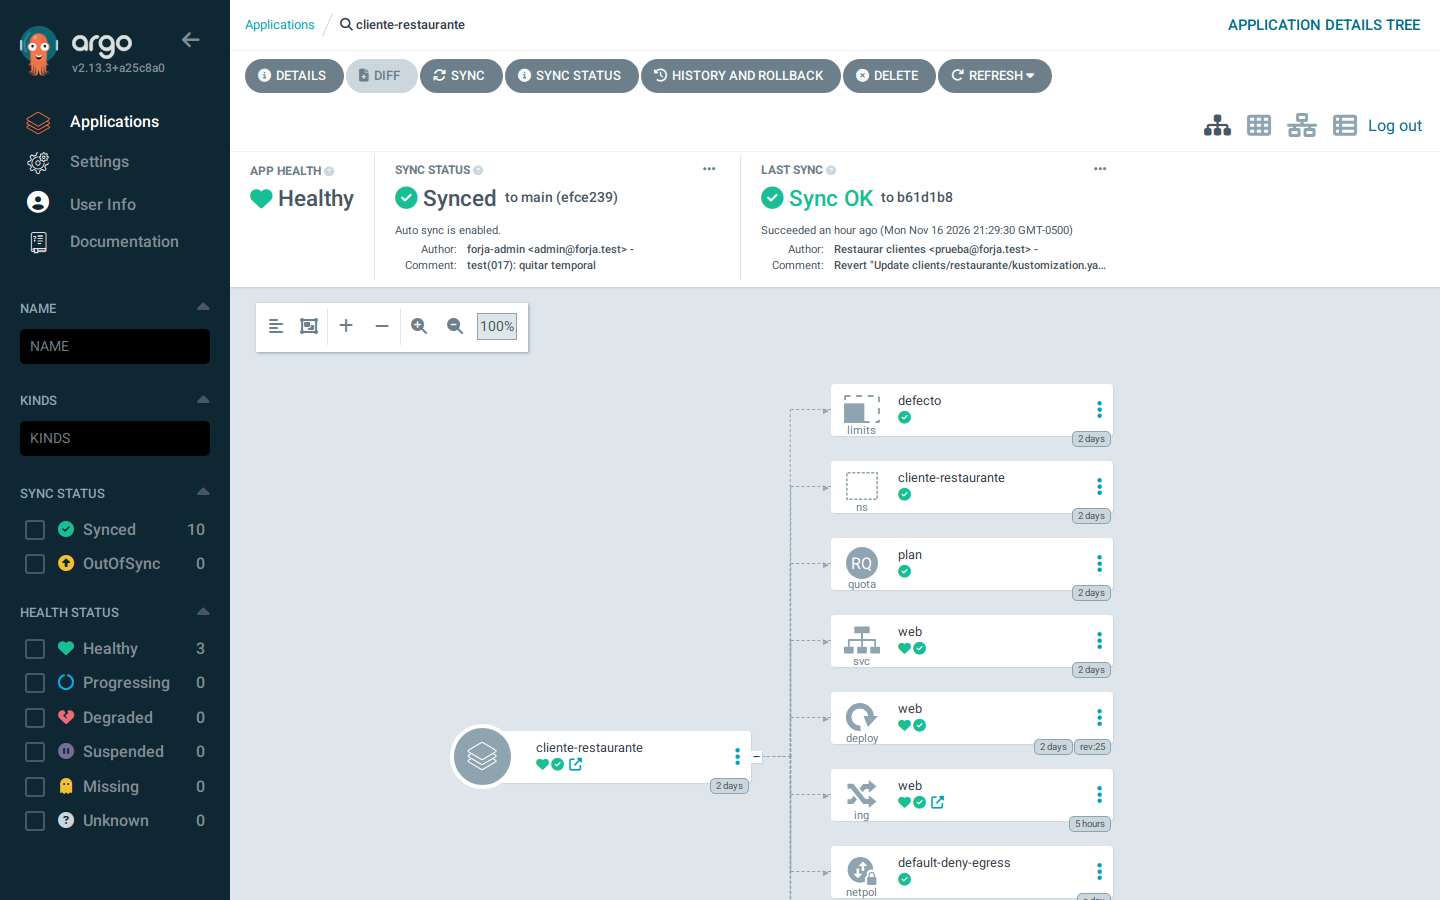 argo
v2.13.3+a25c8a0
Applications
Settings
User Info
Documentation
NAME
NAME
KINDS
KINDS
SYNC STATUS
Synced 10
OutOfSync 0
HEALTH STATUS
Healthy 3
Progressing 0
Degraded 0
Suspended 0
Missing 0
Unknown 0
Applications / cliente-restaurante
APPLICATION DETAILS TREE
DETAILS DIFF SYNC SYNC STATUS HISTORY AND ROLLBACK DELETE REFRESH
Log out
APP HEALTH
Healthy
SYNC STATUS
Synced to main (efce239)
Auto sync is enabled.
Author: forja-admin <admin@forja.test> -
Comment: test(017): quitar temporal
LAST SYNC
Sync OK to b61d1b8
Succeeded an hour ago (Mon Nov 16 2026 21:29:30 GMT-0500)
Author: Restaurar clientes <prueba@forja.test> -
Comment: Revert "Update clients/restaurante/kustomization.ya...
100%
cliente-restaurante
2 days
defecto
limits
2 days
cliente-restaurante
ns
2 days
RQ
plan
quota
2 days
web
svc
2 days
web
deploy
2 days rev:25
web
ing
5 hours
default-deny-egress
netpol